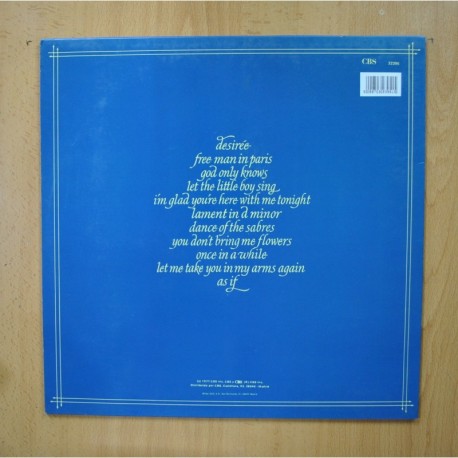 CBS
desirée
free man in paris
god only knows
let the little boy sing
i'm glad you're here with me tonight
lament in d minor
dance of the sabres
you don't bring me flowers
once in a while
let me take you in my arms again
as if